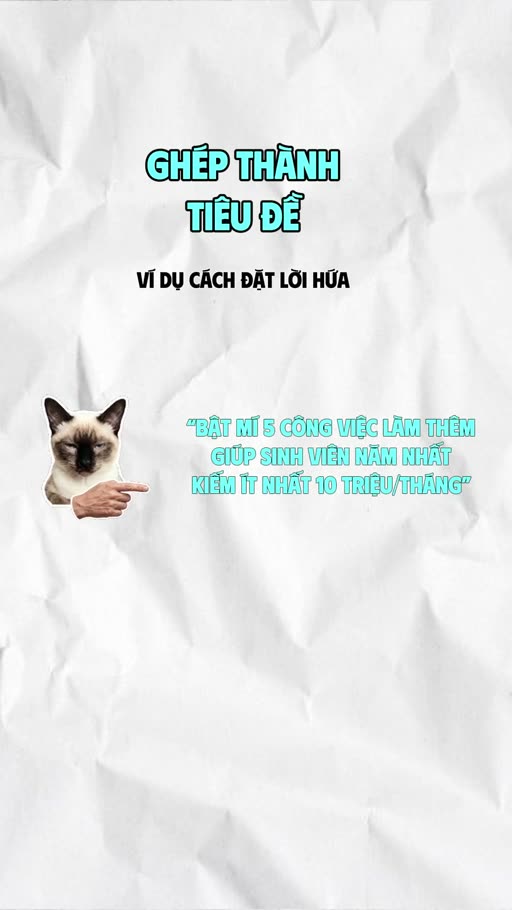 GHÉP THÀNH
TIÊU ĐỀ
VÍ DỤ CÁCH ĐẶT LỜI HỨA
“BẬT MÍ 5 CÔNG VIỆC LÀM THÊM
GIÚP SINH VIÊN NĂM NHẤT
KIẾM ÍT NHẤT 10 TRIỆU/THÁNG”